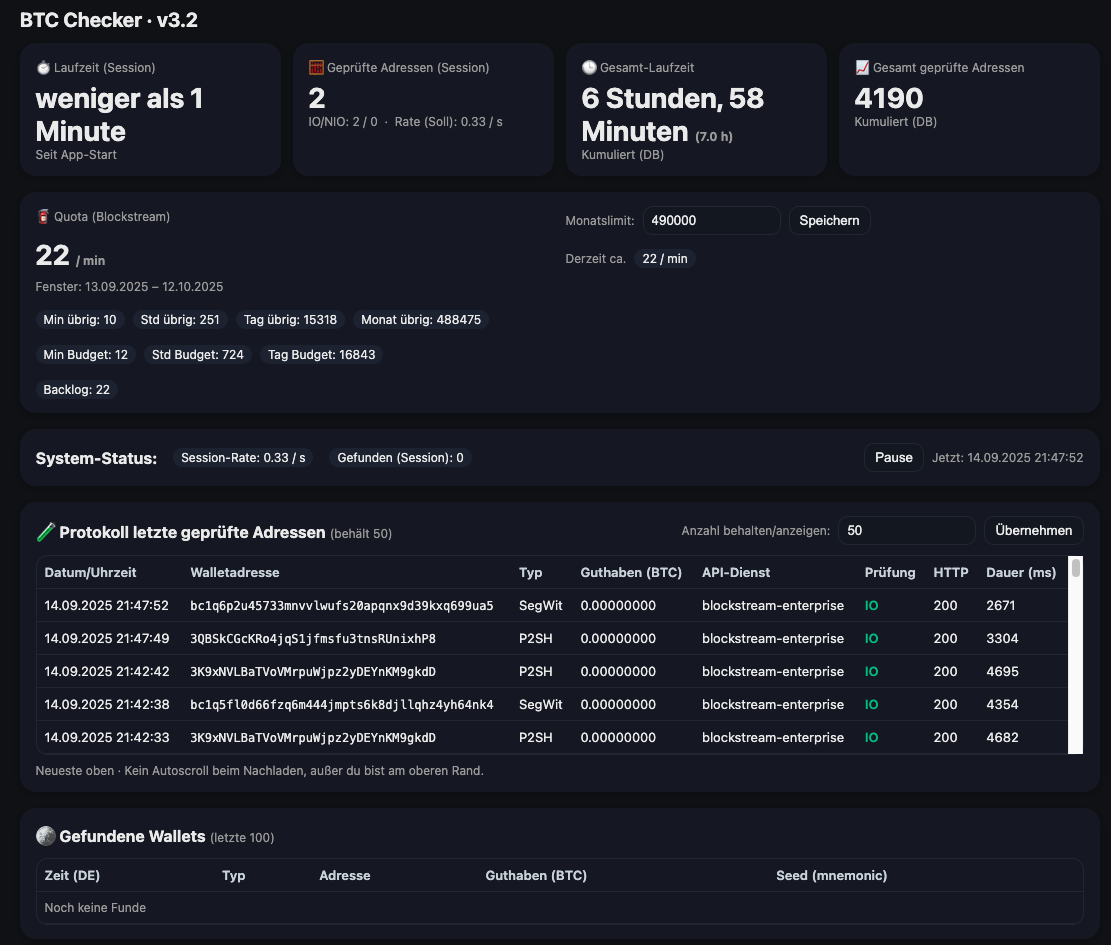 BTC Checker · v3.2
Laufzeit (Session)
weniger als 1
Minute
Seit App-Start
Geprüfte Adressen (Session)
2
IO/NIO: 2 / 0 · Rate (Soll): 0.33 / s
Gesamt-Laufzeit
6 Stunden, 58
Minuten (7.0 h)
Kumuliert (DB)
Gesamt geprüfte Adressen
4190
Kumuliert (DB)
Quota (Blockstream)
22 / min
Fenster: 13.09.2025 – 12.10.2025
Min übrig: 10 Std übrig: 251 Tag übrig: 15318 Monat übrig: 488475
Min Budget: 12 Std Budget: 724 Tag Budget: 16843
Backlog: 22
Monatslimit: 490000 Speichern
Derzeit ca. 22 / min
System-Status: Session-Rate: 0.33 / s Gefunden (Session): 0 Pause Jetzt: 14.09.2025 21:47:52
Protokoll letzte geprüfte Adressen (behält 50) Anzahl behalten/anzeigen: 50 Übernehmen
Datum/Uhrzeit Walletadresse Typ Guthaben (BTC) API-Dienst Prüfung HTTP Dauer (ms)
14.09.2025 21:47:52 bc1q6p2u45733mnvvlwufs20apqnx9d39kxq699ua5 SegWit 0.00000000 blockstream-enterprise IO 200 2671
14.09.2025 21:47:49 3QBSkCGcKRo4jqS1jfmsfu3tnsRUnixhP8 P2SH 0.00000000 blockstream-enterprise IO 200 3304
14.09.2025 21:42:42 3K9xNVLBaTVoVMrpuWjpz2yDEYnKM9gkdD P2SH 0.00000000 blockstream-enterprise IO 200 4695
14.09.2025 21:42:38 bc1q5fl0d66fzq6m444jmpts6k8djllqhz4yh64nk4 SegWit 0.00000000 blockstream-enterprise IO 200 4354
14.09.2025 21:42:33 3K9xNVLBaTVoVMrpuWjpz2yDEYnKM9gkdD P2SH 0.00000000 blockstream-enterprise IO 200 4682
Neueste oben · Kein Autoscroll beim Nachladen, außer du bist am oberen Rand.
Gefundene Wallets (letzte 100)
Zeit (DE) Typ Adresse Guthaben (BTC) Seed (mnemonic)
Noch keine Funde